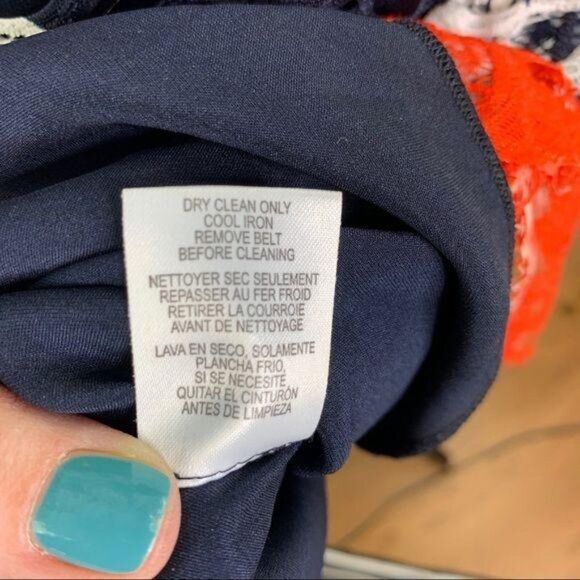 DRY CLEAN ONLY
COOL IRON
REMOVE BELT
BEFORE CLEANING
NETTOYER SEC SEULEMENT
REPASSER AU FER FROID
RETIRER LA COURROIE
AVANT DE NETTOYAGE
LAVA EN SECO, SOLAMENTE
PLANCHA FRIO,
SI SE NECESITE
QUITAR EL CINTURÓN
ANTES DE LIMPIEZA